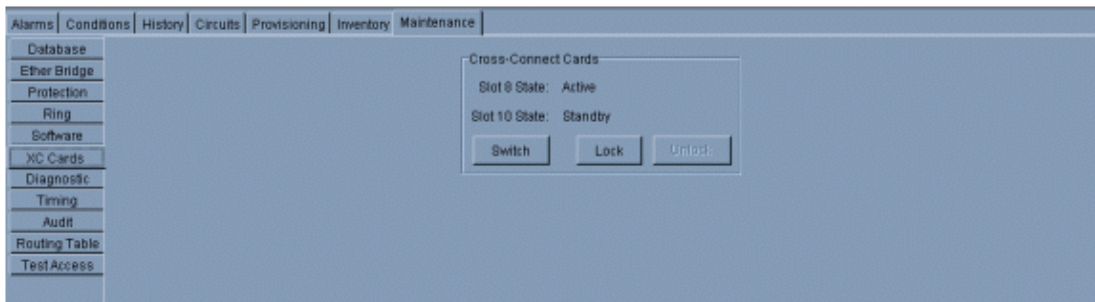 Alarms Conditions History Circuits Provisioning Inventory Maintenance
Database
Ether Bridge
Protection
Ring
Software
XC Cards
Diagnostic
Timing
Audit
Routing Table
Test Access
Cross-Connect Cards
Slot 8 State: Active
Slot 10 State: Standby
Switch Lock Unlock